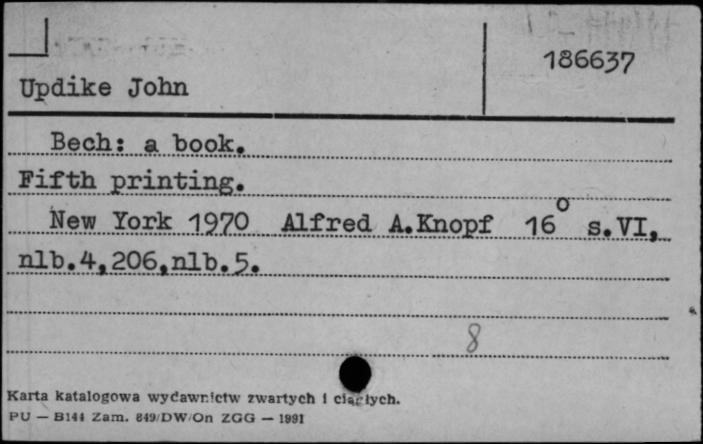 186637
Updike John
Bech: a book.
Fifth printing.
New York 1970 Alfred A.Knopf 16° s.VI,
nlb.4,206,nlb.5.
8
Karta katalogowa wydawnictw zwartych i ciągłych.
PU — B144 Zam. 849/DW/On ZGG — 1991